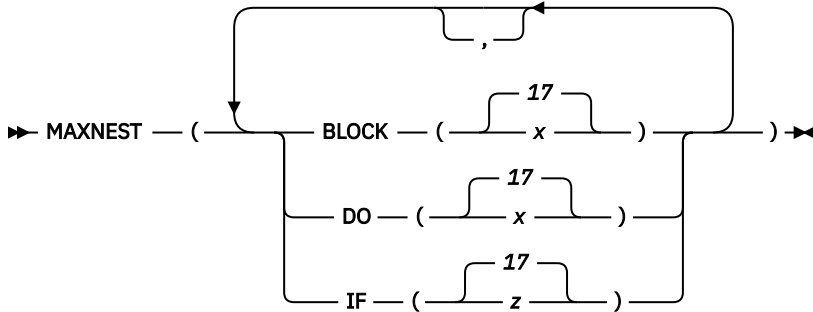 ,
17
MAXNEST ( BLOCK ( x ) )
17
DO ( x )
17
IF ( z )